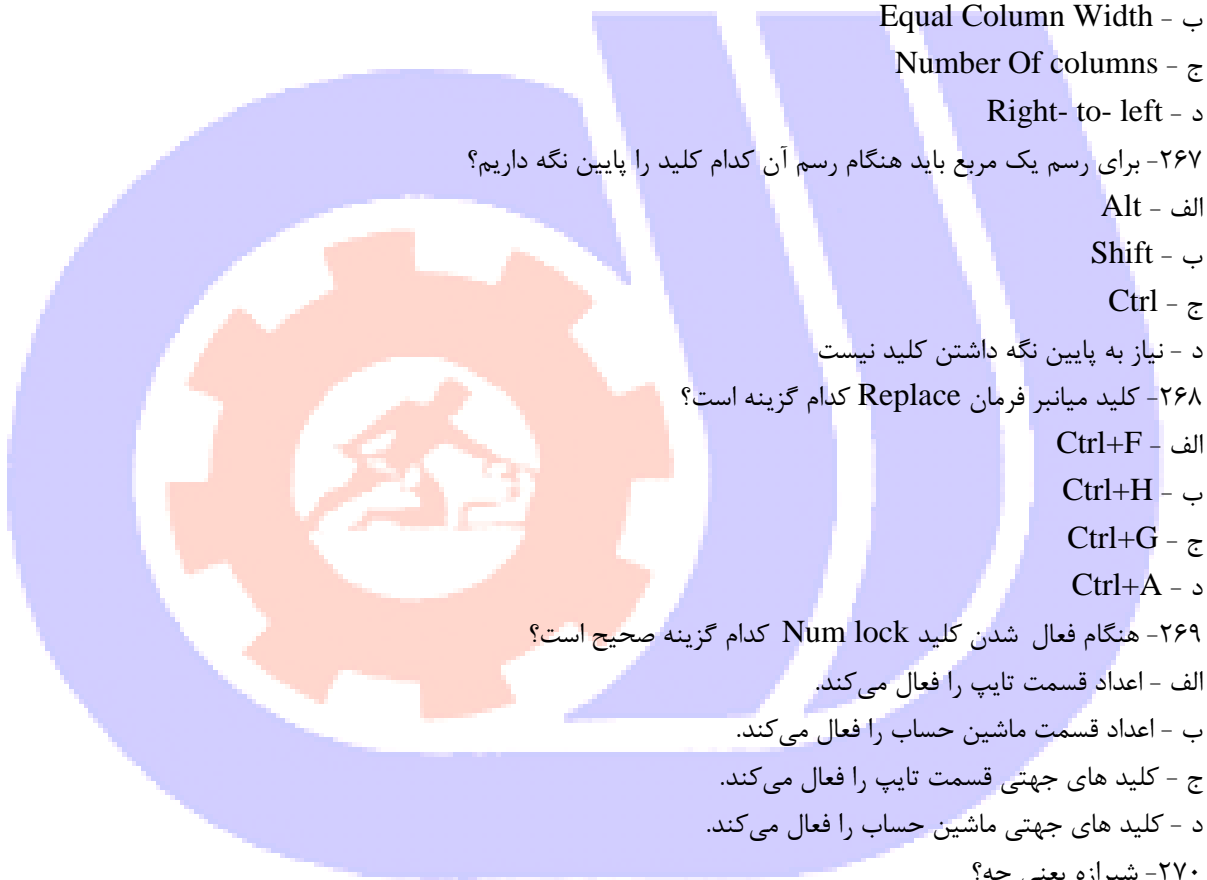 ب - Equal Column Width
ج - Number Of columns
د - Right- to- left
۲۶۷- برای رسم یک مربع باید هنگام رسم آن کدام کلید را پایین نگه داریم؟
الف - Alt
ب - Shift
ج - Ctrl
د - نیاز به پایین نگه داشتن کلید نیست
۲۶۸- کلید میانبر فرمان Replace کدام گزینه است؟
الف - Ctrl+F
ب - Ctrl+H
ج - Ctrl+G
د - Ctrl+A
۲۶۹- هنگام فعال شدن کلید Num lock کدام گزینه صحیح است؟
الف - اعداد قسمت تایپ را فعال می‌کند.
ب - اعداد قسمت ماشین حساب را فعال می‌کند.
ج - کلید های جهتی قسمت تایپ را فعال می‌کند.
د - کلید های جهتی ماشین حساب را فعال می‌کند.
۲۷۰- شیرازه یعنی چه؟